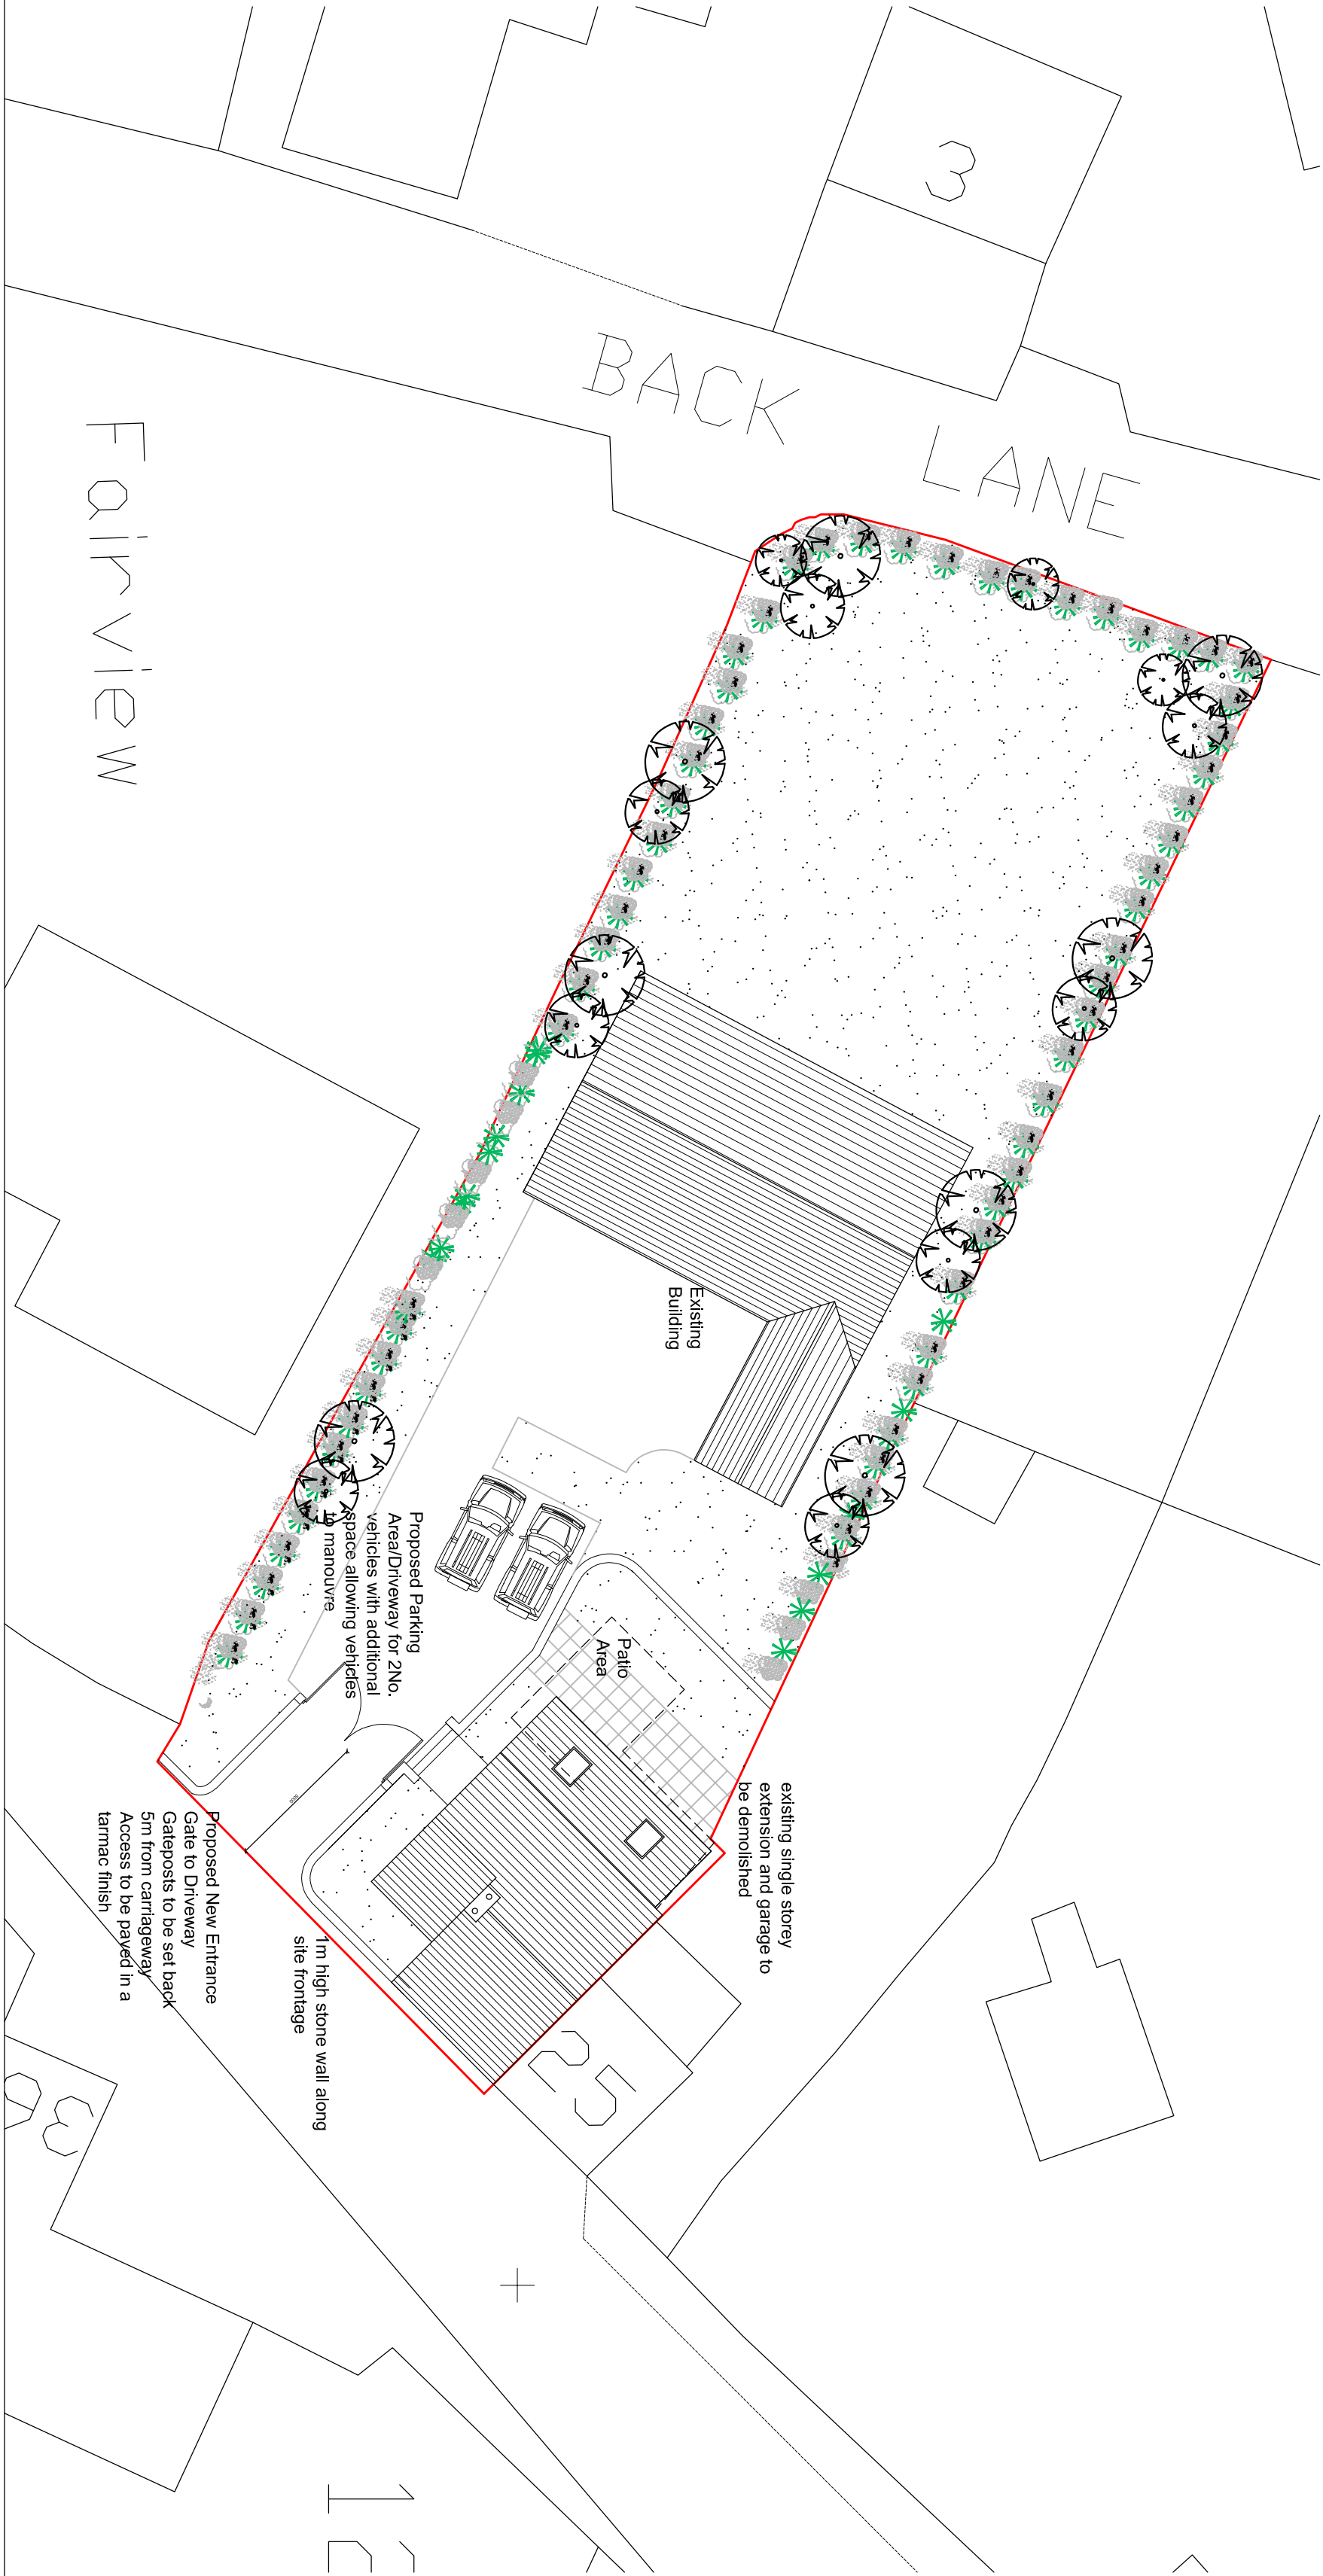 3
BACK
LANE
Fairview
Existing
Building
Proposed Parking
Area/Driveway for 2No.
vehicles with additional
space allowing vehicles
to manouvre
Patio
Area
existing single storey
extension and garage to
be demolished
Proposed New Entrance
Gate to Driveway
Gateposts to be set back
5m from carriageway
Access to be paved in a
tarmac finish
1m high stone wall along
site frontage
25